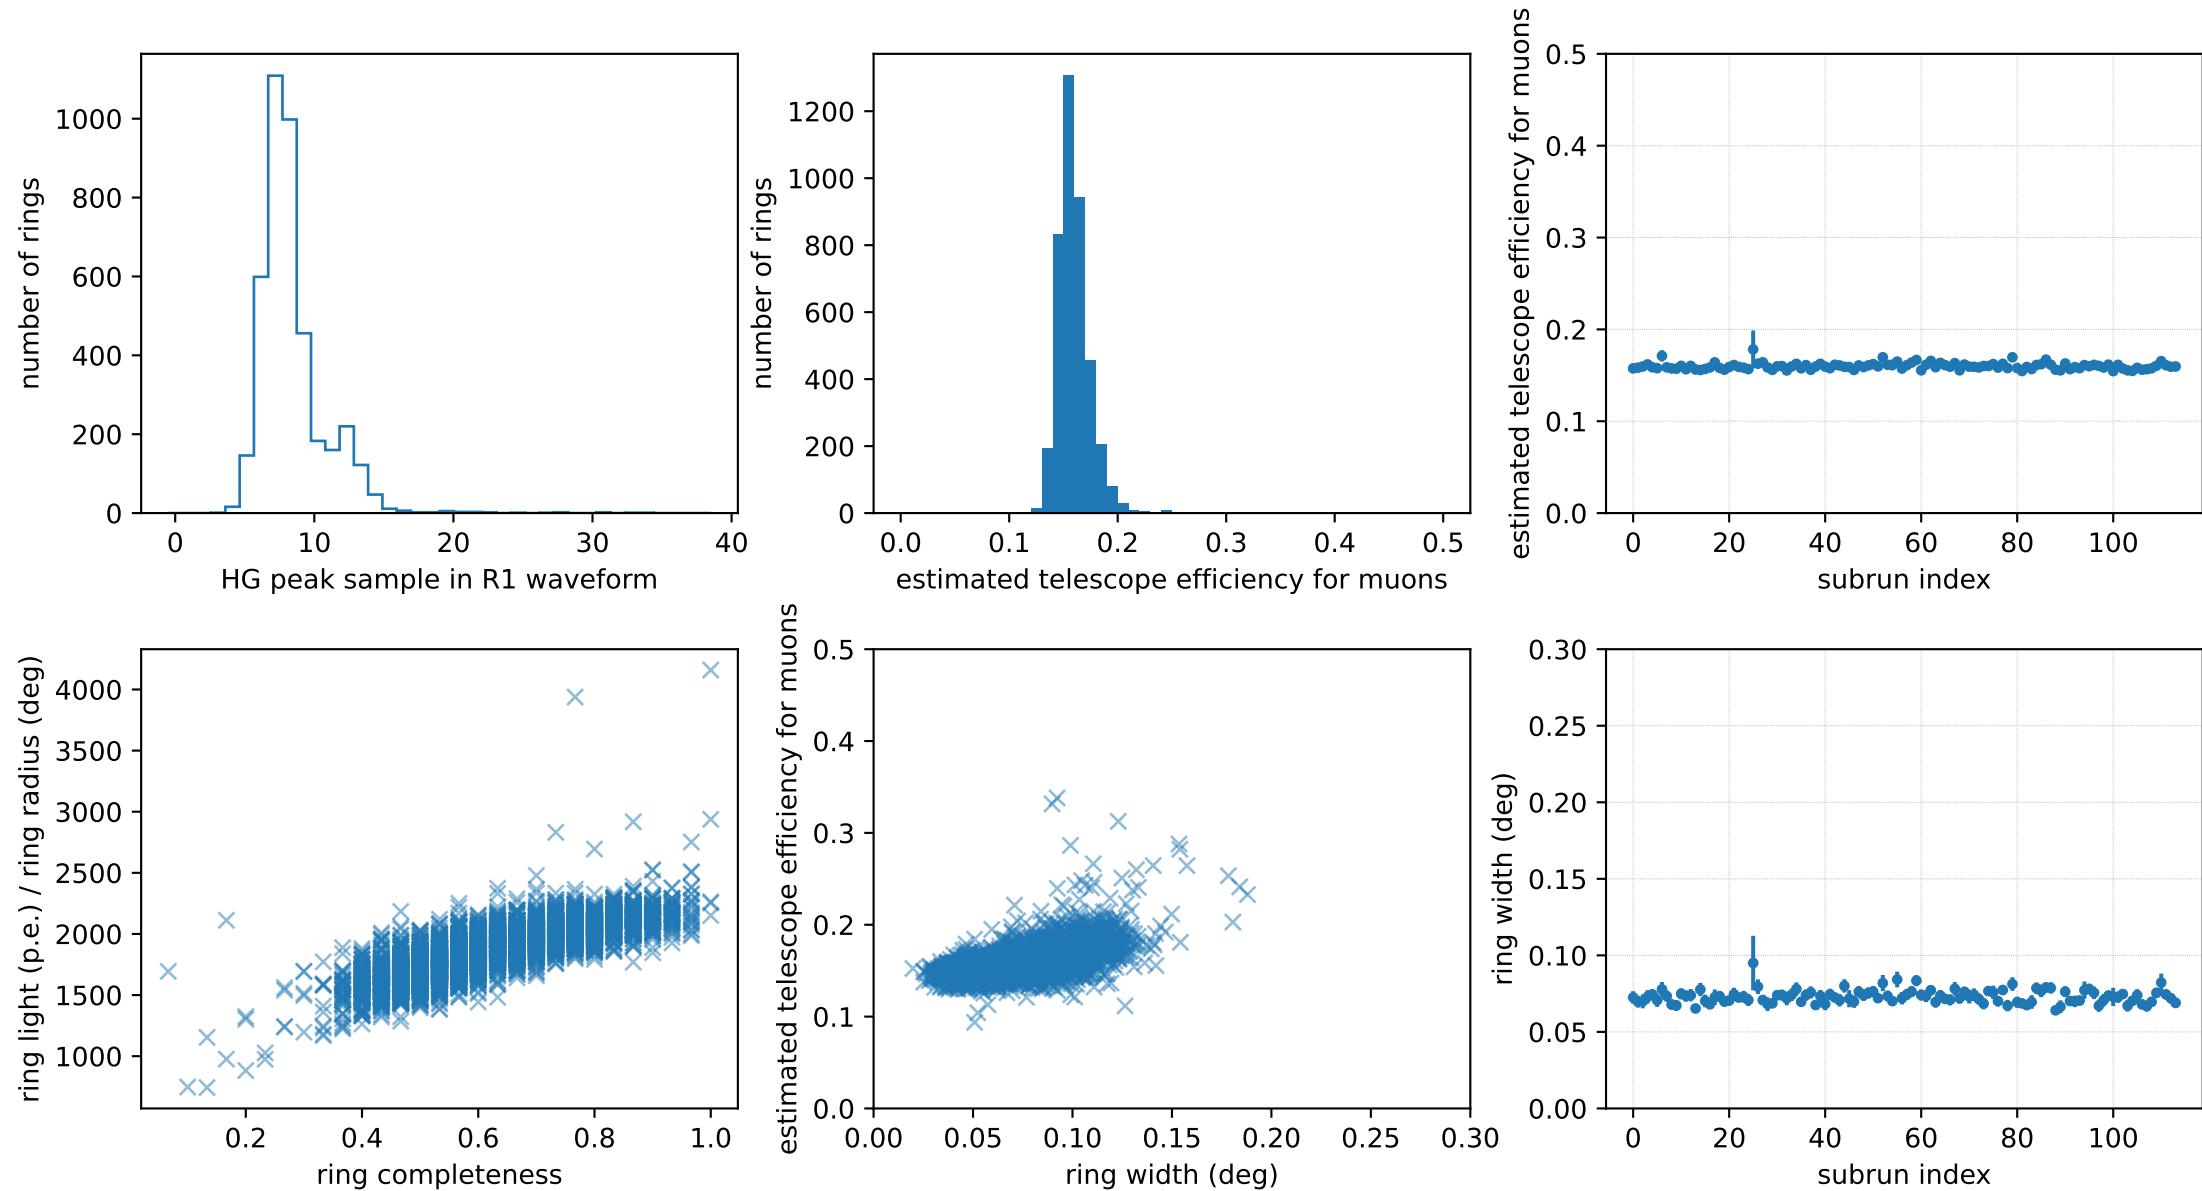 number of rings
1000
800
600
400
200
0
0 10 20 30 40
HG peak sample in R1 waveform
number of rings
1200
1000
800
600
400
200
0
0.0 0.1 0.2 0.3 0.4 0.5
estimated telescope efficiency for muons
estimated telescope efficiency for muons
0.5
0.4
0.3
0.2
0.1
0.0
0 20 40 60 80 100
subrun index
ring light (p.e.) / ring radius (deg)
4000
3500
3000
2500
2000
1500
1000
0.2 0.4 0.6 0.8 1.0
ring completeness
estimated telescope efficiency for muons
0.5
0.4
0.3
0.2
0.1
0.0
0.00 0.05 0.10 0.15 0.20 0.25 0.30
ring width (deg)
ring width (deg)
0.30
0.25
0.20
0.15
0.10
0.05
0.00
0 20 40 60 80 100
subrun index